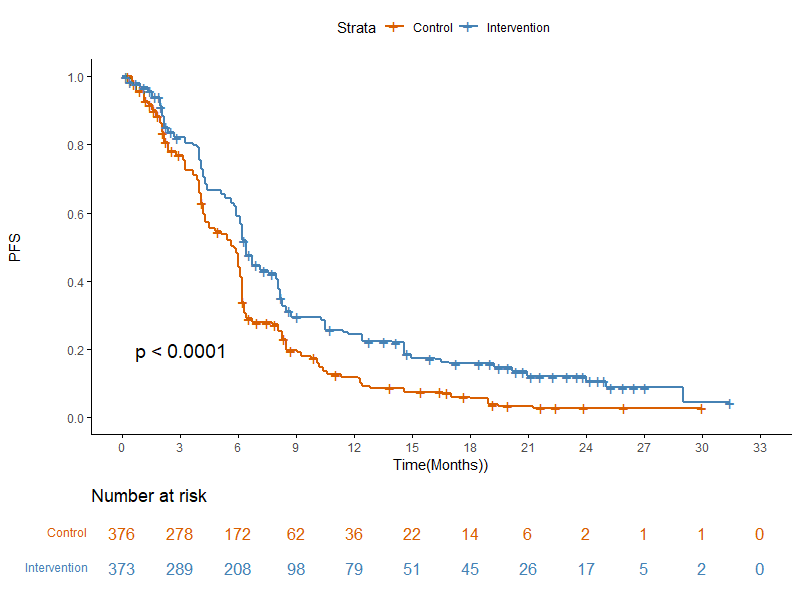 Strata Control Intervention
1.0
0.8
0.6
0.4
0.2
0.0
PFS
p < 0.0001
0 3 6 9 12 15 18 21 24 27 30 33
Time(Months))
Number at risk
Control 376 278 172 62 36 22 14 6 2 1 1 0
Intervention 373 289 208 98 79 51 45 26 17 5 2 0